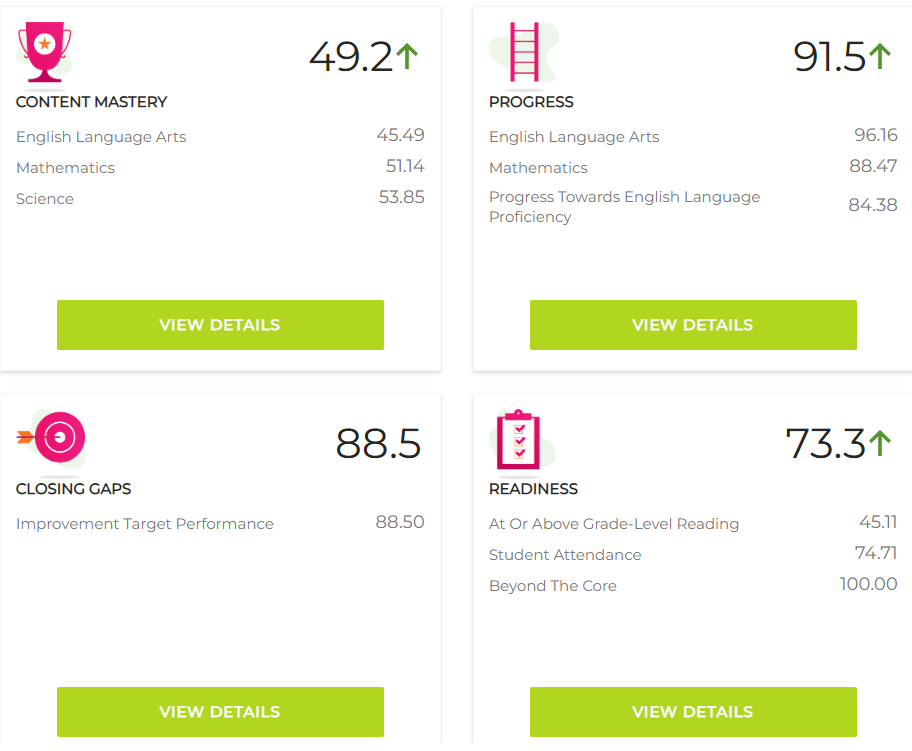 49.2
CONTENT MASTERY
English Language Arts 45.49
Mathematics 51.14
Science 53.85
VIEW DETAILS
91.5
PROGRESS
English Language Arts 96.16
Mathematics 88.47
Progress Towards English Language
Proficiency 84.38
VIEW DETAILS
88.5
CLOSING GAPS
Improvement Target Performance 88.50
VIEW DETAILS
73.3
READINESS
At Or Above Grade-Level Reading 45.11
Student Attendance 74.71
Beyond The Core 100.00
VIEW DETAILS